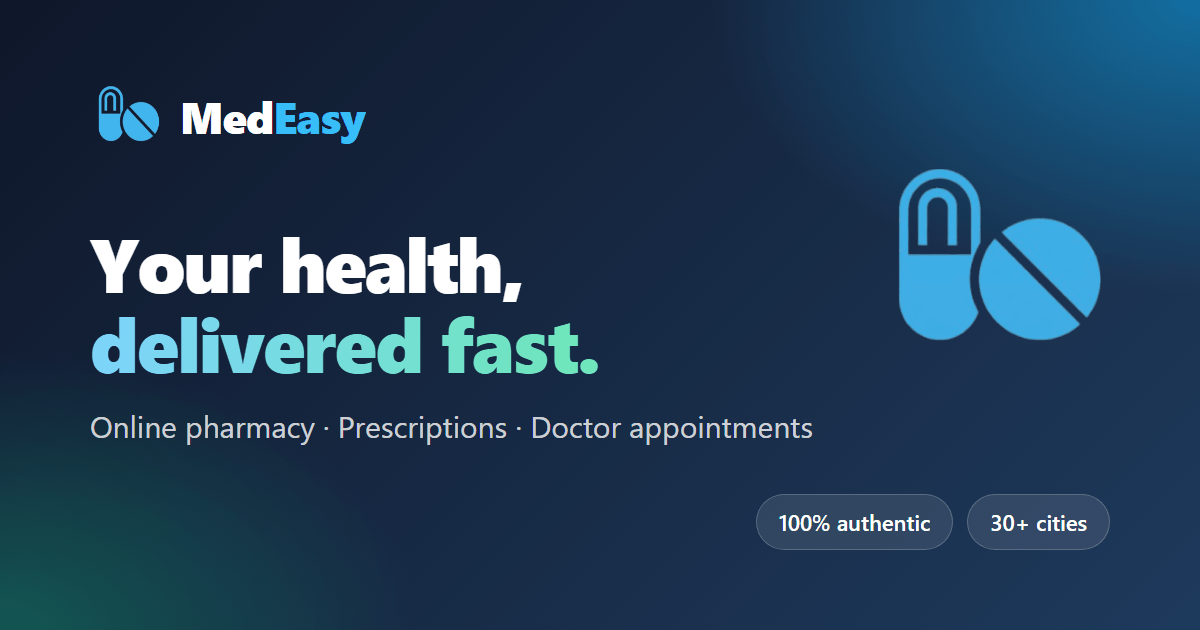 MedEasy
Your health,
delivered fast.
Online pharmacy · Prescriptions · Doctor appointments
100% authentic
30+ cities